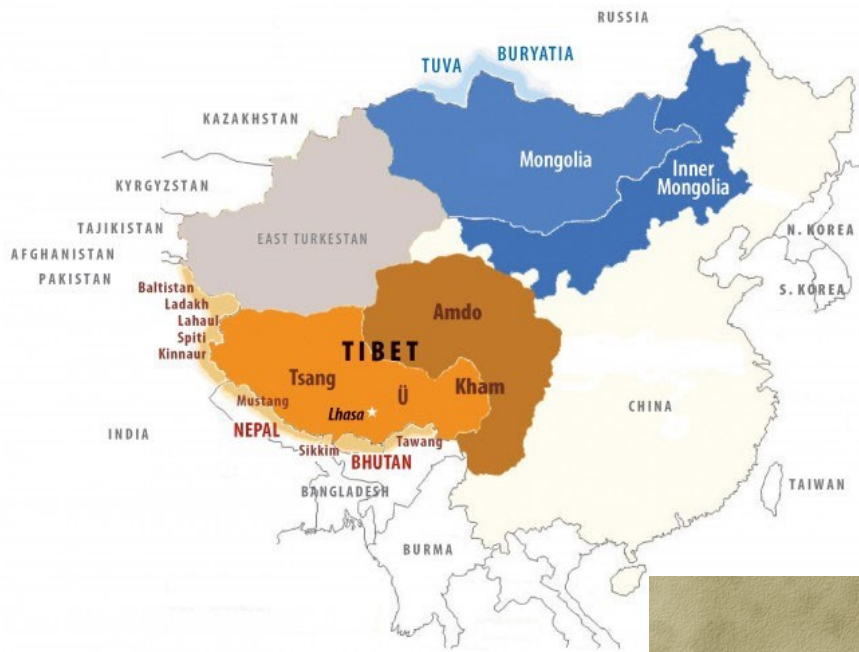 RUSSIA
TUVA
BURYATIA
KAZAKHSTAN
Mongolia
Inner
Mongolia
KYRGYZSTAN
TAJIKISTAN
EAST TURKESTAN
N. KOREA
AFGHANISTAN
PAKISTAN
S. KOREA
Baltistan
Ladakh
Lahaul
Spiti
Kinnaur
Amdo
TIBET
Tsang
Kham
Ü
Mustang
Lhasa
CHINA
INDIA
NEPAL
Tawang
Sikkim
BHUTAN
BANGLADESH
TAIWAN
BURMA